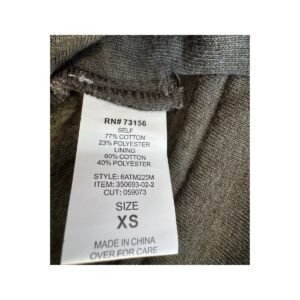 RN# 73156
SELF
77% COTTON
23% POLYESTER
LINING
60% COTTON
40% POLYESTER
STYLE: 6ATM225M
ITEM: 350693-02-2
CUT: 059073
SIZE
XS
MADE IN CHINA
OVER FOR CARE